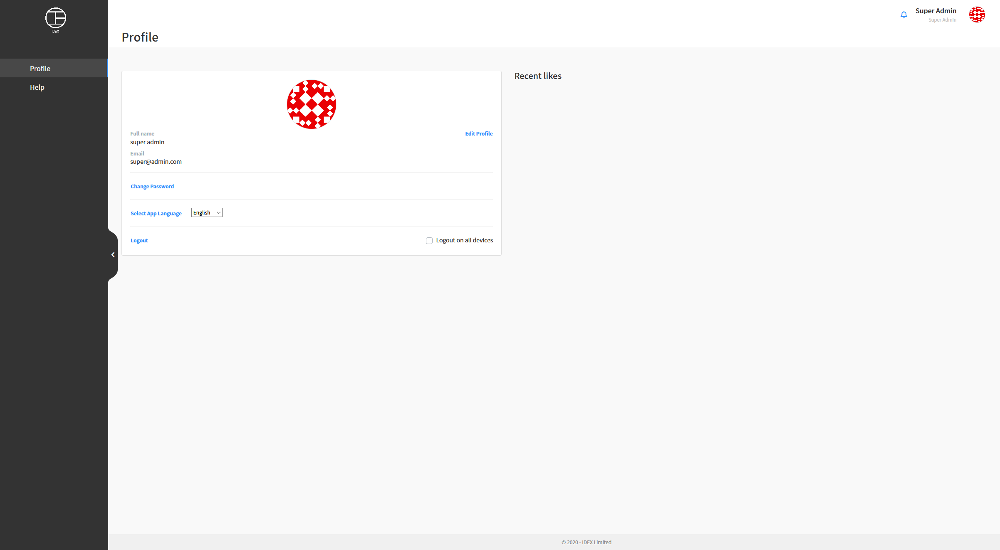 IDEX
Super Admin
Super Admin
Profile
Profile
Help
Recent likes
Full name
Edit Profile
super admin
Email
super@admin.com
Change Password
Select App Language English
Logout
Logout on all devices
© 2020 - IDEX Limited